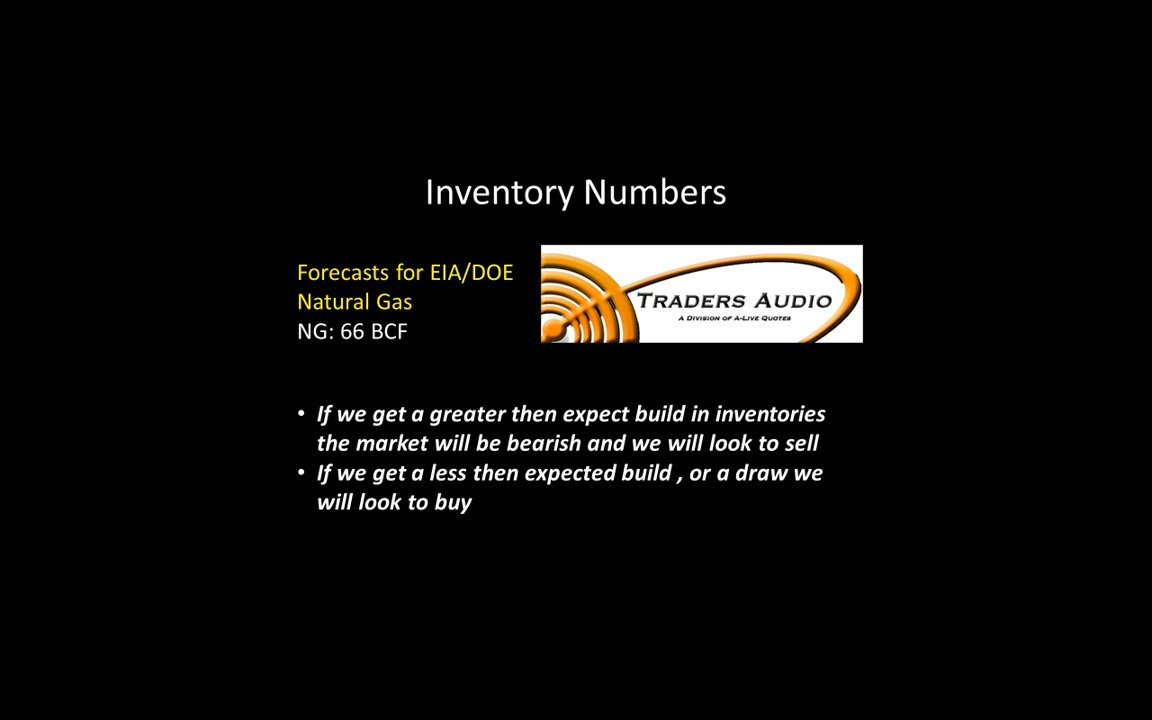 Inventory Numbers
Forecasts for EIA/DOE
Natural Gas
NG: 66 BCF
TRADERS AUDIO
A DIVISION OF A-LIVE QUOTES
• If we get a greater then expect build in inventories
the market will be bearish and we will look to sell
• If we get a less then expected build , or a draw we
will look to buy